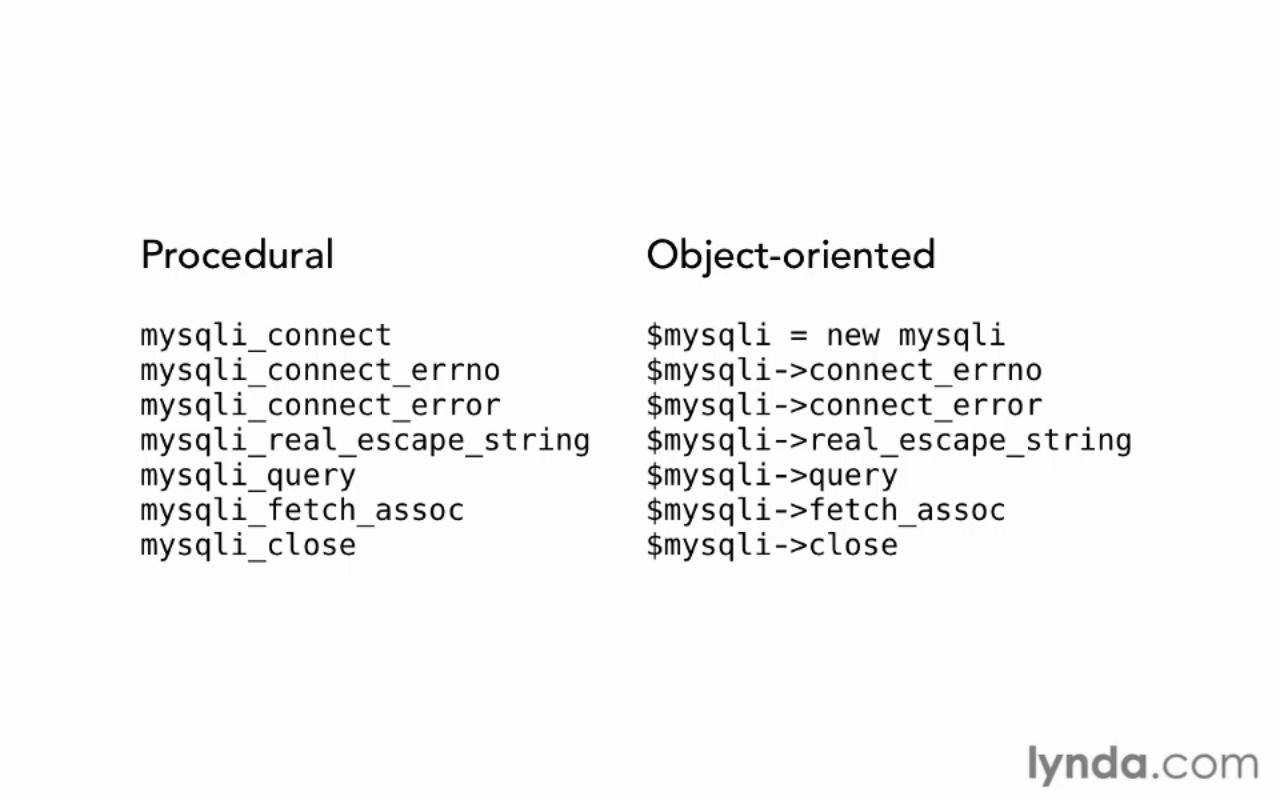 Procedural
mysqli_connect
mysqli_connect_errno
mysqli_connect_error
mysqli_real_escape_string
mysqli_query
mysqli_fetch_assoc
mysqli_close
Object-oriented
$mysqli = new mysqli
$mysqli->connect_errno
$mysqli->connect_error
$mysqli->real_escape_string
$mysqli->query
$mysqli->fetch_assoc
$mysqli->close
lynda.com